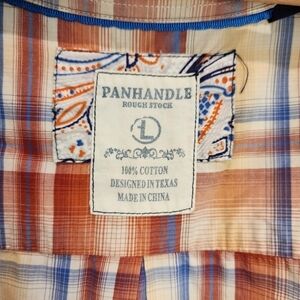 PANHANDLE
ROUGH STOCK
L
100% COTTON
DESIGNED IN TEXAS
MADE IN CHINA